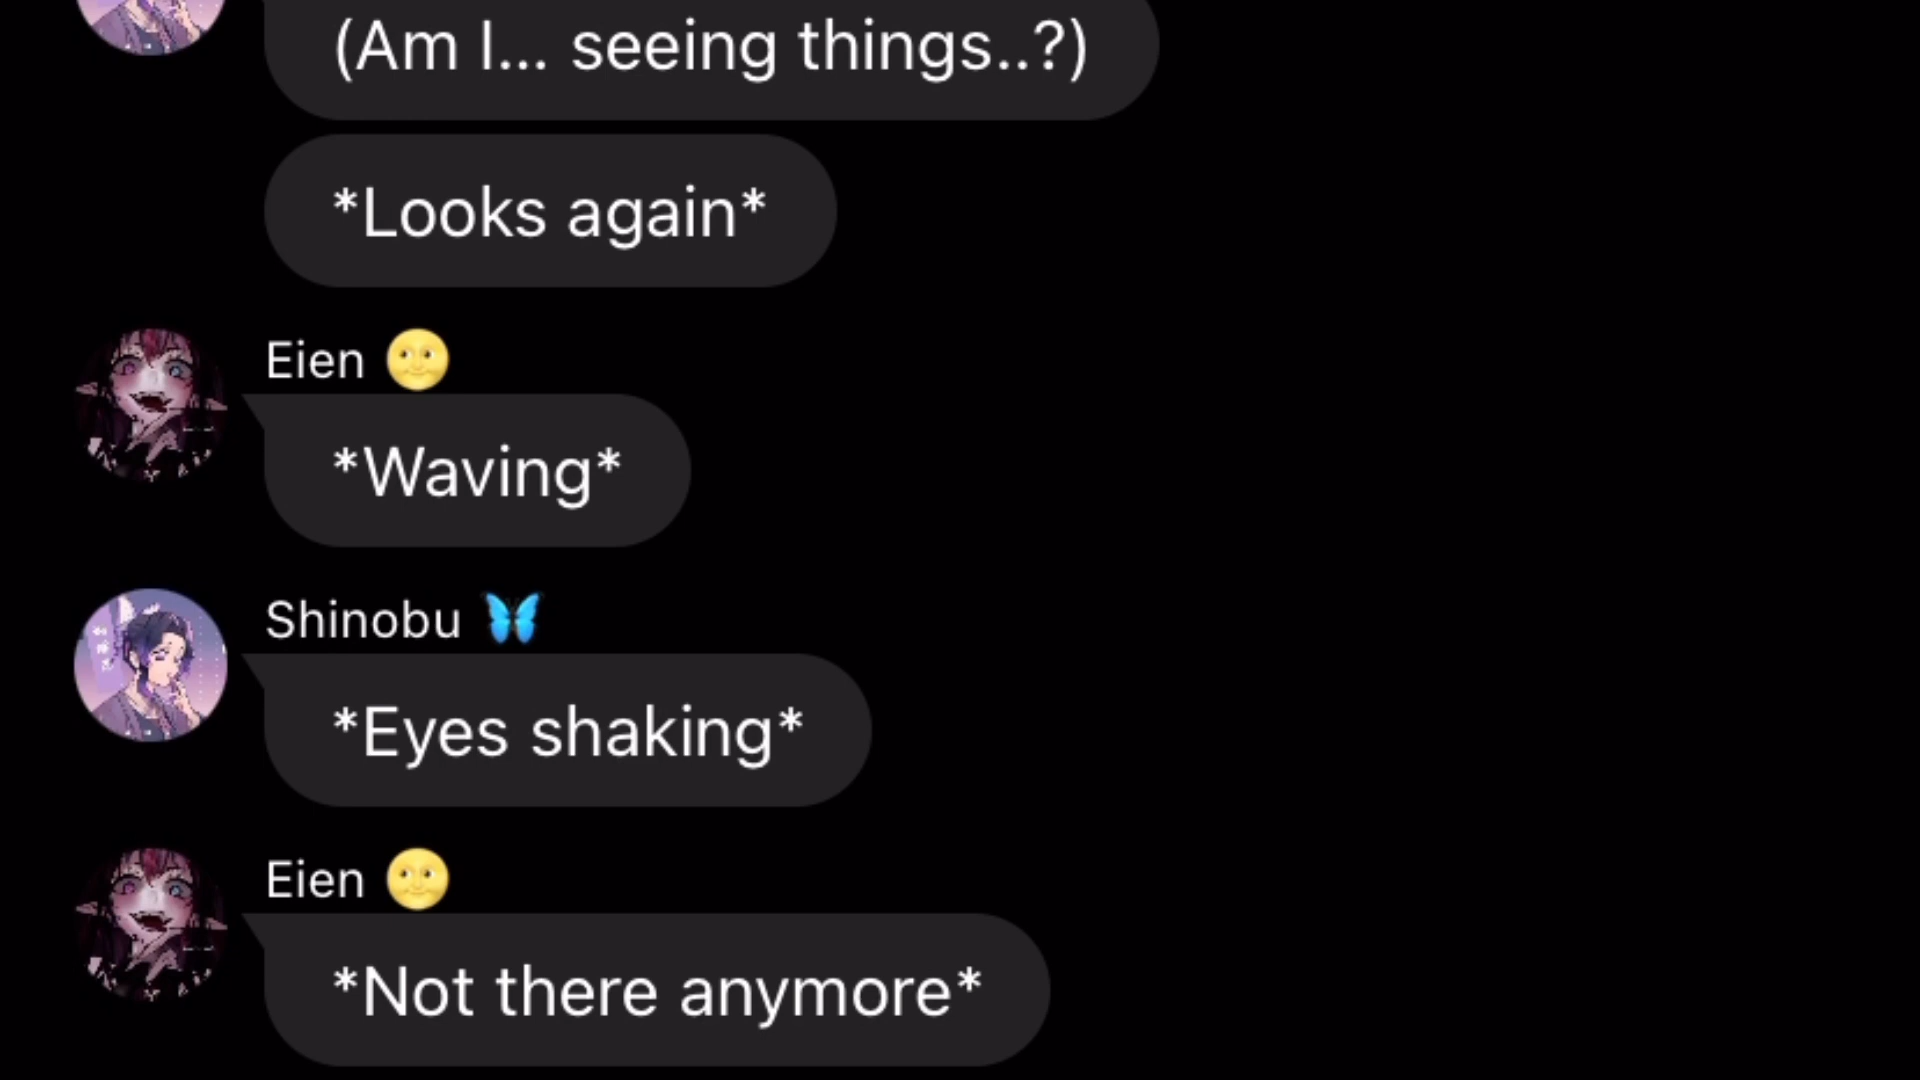 (Am I... seeing things..?)
*Looks again*
Eien 🌝
*Waving*
Shinobu 🦋
*Eyes shaking*
Eien 🌝
*Not there anymore*